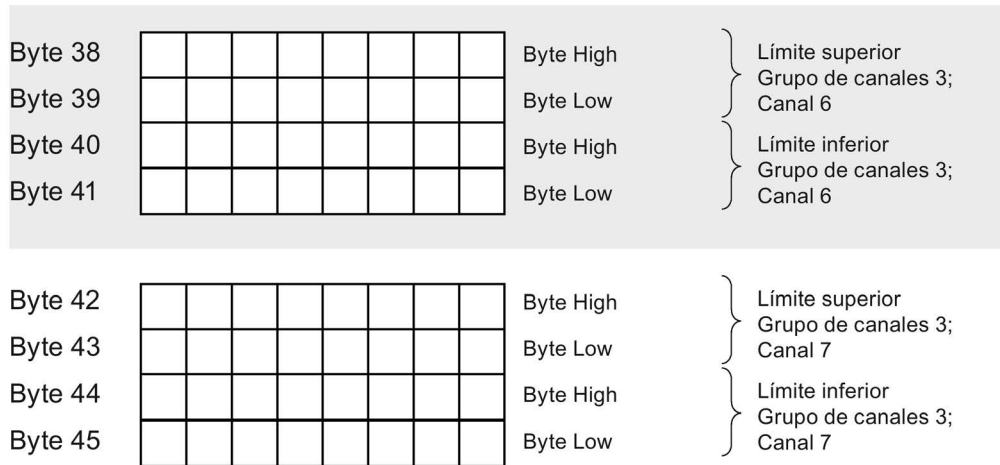 Byte 38
Byte High
Límite superior
Grupo de canales 3;
Byte 39
Byte Low
Canal 6
Byte 40
Byte High
Límite inferior
Grupo de canales 3;
Byte 41
Byte Low
Canal 6
Byte 42
Byte High
Límite superior
Grupo de canales 3;
Byte 43
Byte Low
Canal 7
Byte 44
Byte High
Límite inferior
Grupo de canales 3;
Byte 45
Byte Low
Canal 7